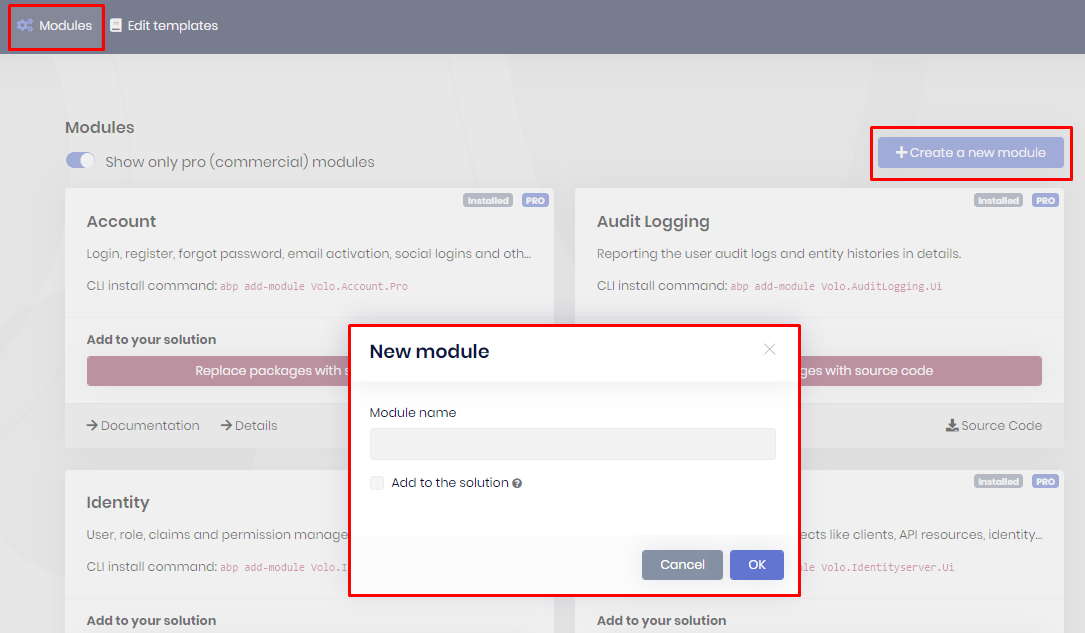 Modules
Edit templates
Modules
Show only pro (commercial) modules
Create a new module
Installed PRO
Account
Login, register, forgot password, email activation, social logins and oth...
CLI install command: abp add-module Volo.Account.Pro
Add to your solution
Replace packages with s
Documentation
Details
Installed PRO
Audit Logging
Reporting the user audit logs and entity histories in details.
CLI install command: abp add-module Volo.AuditLogging.Ui
ges with source code
Source Code
New module
Module name
Add to the solution
Cancel
OK
Identity
User, role, claims and permission manage
CLI install command: abp add-module Volo.I
Add to your solution
Installed PRO
ects like clients, API resources, identity...
le Volo.Identityserver.Ui
Add to your solution